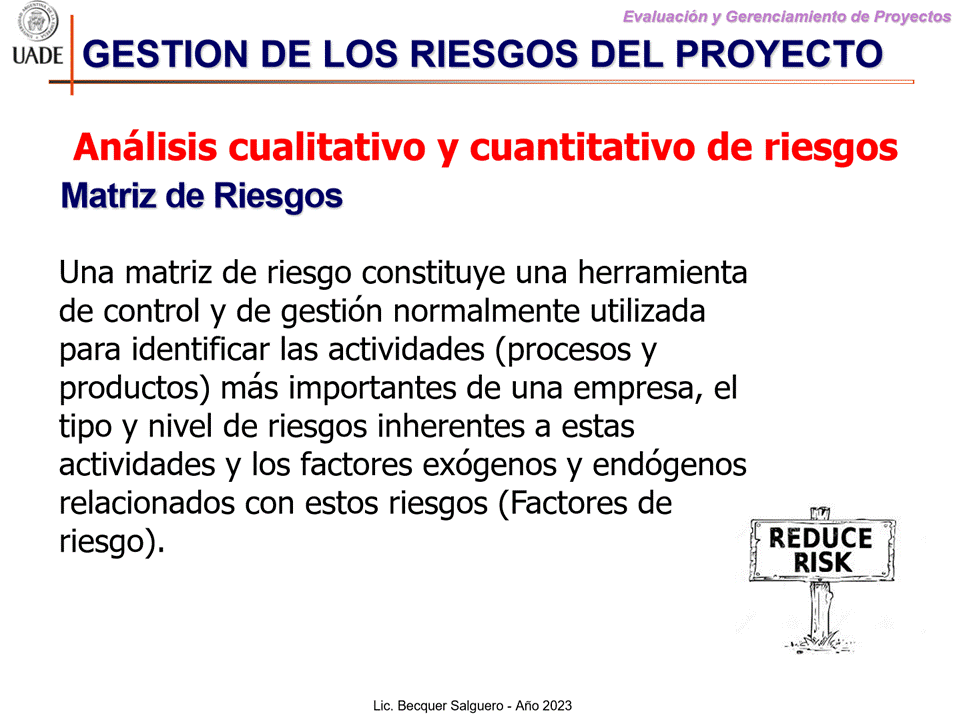 Evaluación y Gerenciamiento de Proyectos
UADE
GESTION DE LOS RIESGOS DEL PROYECTO
Análisis cualitativo y cuantitativo de riesgos
Matriz de Riesgos
Una matriz de riesgo constituye una herramienta
de control y de gestión normalmente utilizada
para identificar las actividades (procesos y
productos) más importantes de una empresa, el
tipo y nivel de riesgos inherentes a estas
actividades y los factores exógenos y endógenos
relacionados con estos riesgos (Factores de
riesgo).
REDUCE
RISK
Lic. Becquer Salguero - Año 2023